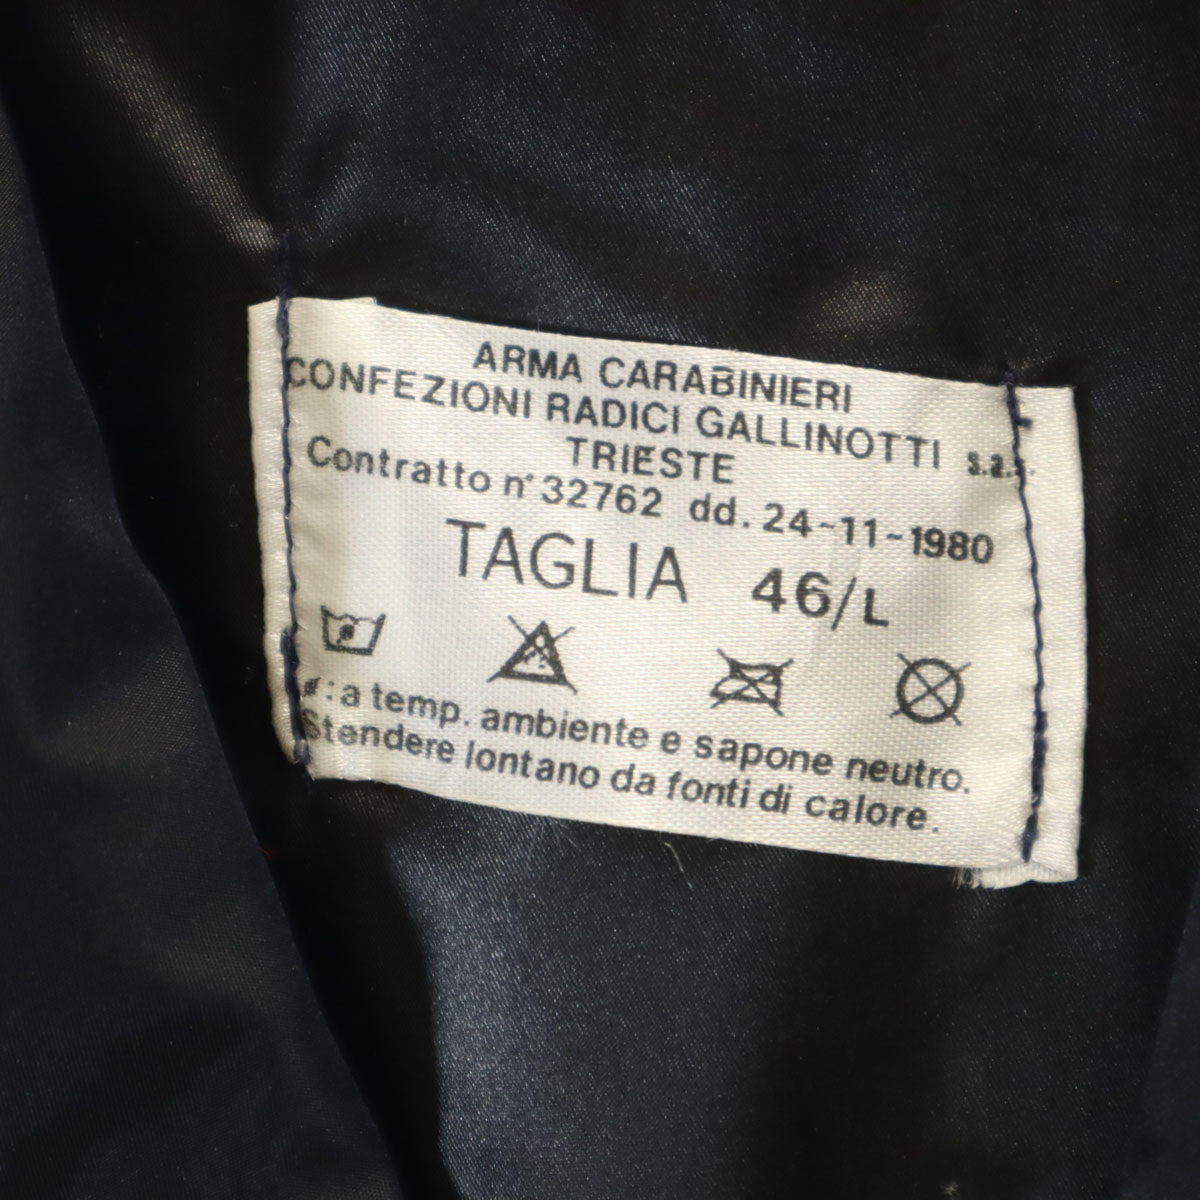 ARMA CARABINIERI
CONFEZIONI RADICI GALLINOTTI s.a.s.
TRIESTE
Contratto n° 32762 dd. 24-11-1980
TAGLIA 46/L
* : a temp. ambiente e sapone neutro.
Stendere lontano da fonti di calore.